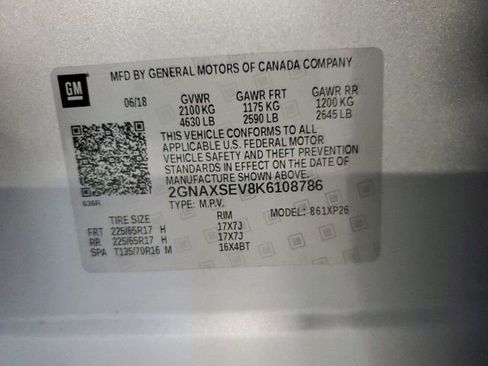 GM
MFD BY GENERAL MOTORS OF CANADA COMPANY
06/18 GVWR GAWR FRT GAWR RR
2100 KG 1175 KG 1200 KG
4630 LB 2590 LB 2645 LB
THIS VEHICLE CONFORMS TO ALL
APPLICABLE U.S. FEDERAL MOTOR
VEHICLE SAFETY AND THEFT PREVENTION
STANDARDS IN EFFECT ON THE DATE OF
MANUFACTURE SHOWN ABOVE.
2GNAXSEV8K6108786
TYPE: M.P.V. MODEL: 861XP26
636R
TIRE SIZE RIM
FRT 225/65R17 H 17X7J
RR 225/65R17 H 17X7J
SPA T135/70R16 M 16X4BT